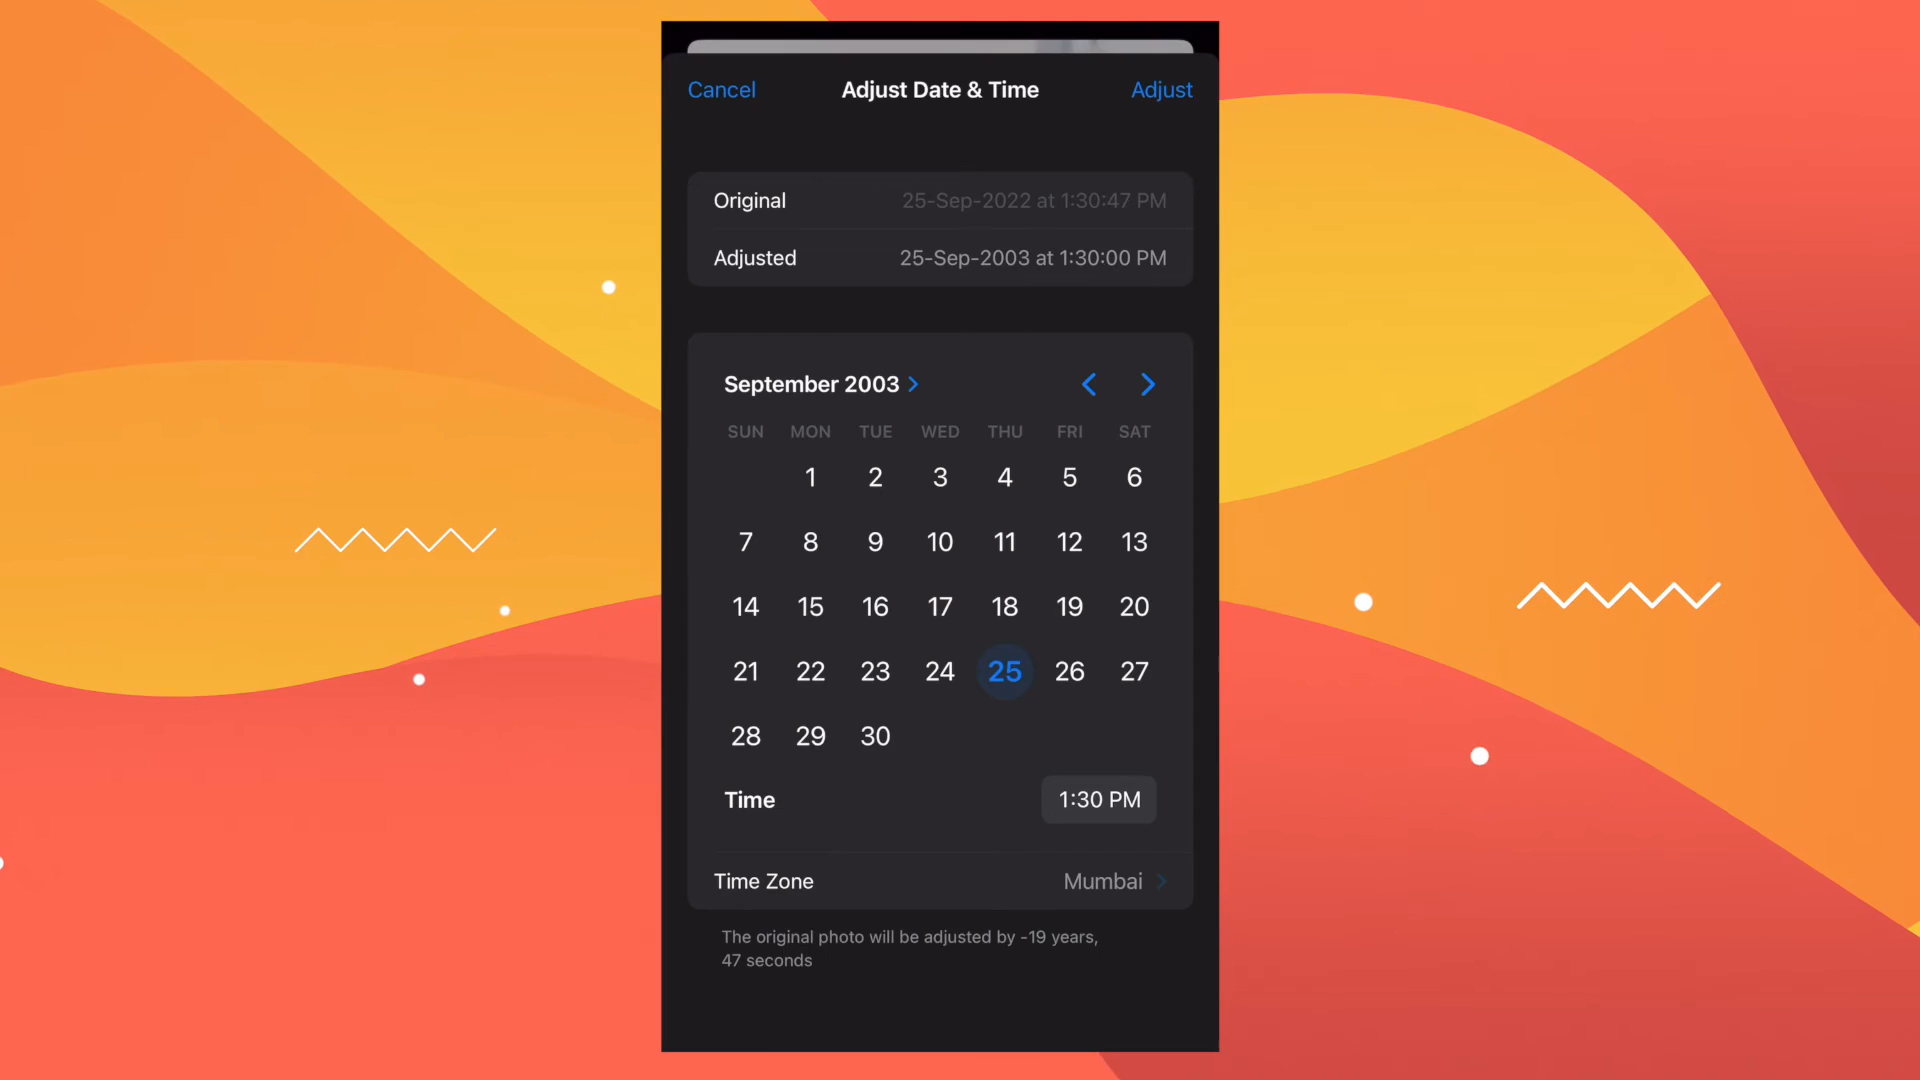 Cancel Adjust Date & Time Adjust
Original 25-Sep-2022 at 1:30:47 PM
Adjusted 25-Sep-2003 at 1:30:00 PM
September 2003
SUN MON TUE WED THU FRI SAT
1 2 3 4 5 6
7 8 9 10 11 12 13
14 15 16 17 18 19 20
21 22 23 24 25 26 27
28 29 30
Time 1:30 PM
Time Zone Mumbai
The original photo will be adjusted by -19 years,
47 seconds